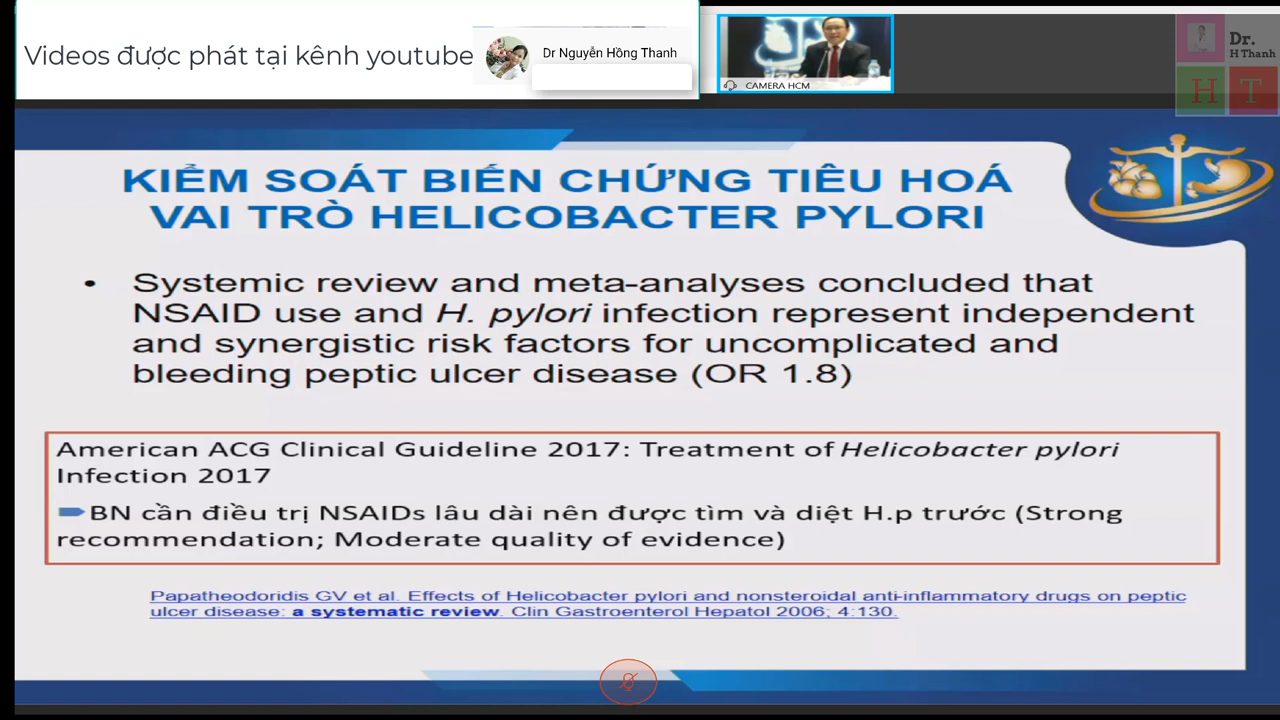 Videos được phát tại kênh youtube
Dr Nguyễn Hồng Thanh
CAMERA HCM
Dr.
H Thanh
H T
KIỂM SOÁT BIẾN CHỨNG TIÊU HOÁ
VAI TRÒ HELICOBACTER PYLORI
• Systemic review and meta-analyses concluded that
NSAID use and H. pylori infection represent independent
and synergistic risk factors for uncomplicated and
bleeding peptic ulcer disease (OR 1.8)
American ACG Clinical Guideline 2017: Treatment of Helicobacter pylori
Infection 2017
BN cần điều trị NSAIDs lâu dài nên được tìm và diệt H.p trước (Strong
recommendation; Moderate quality of evidence)
Papatheodoridis GV et al. Effects of Helicobacter pylori and nonsteroidal anti-inflammatory drugs on peptic
ulcer disease: a systematic review. Clin Gastroenterol Hepatol 2006; 4:130.